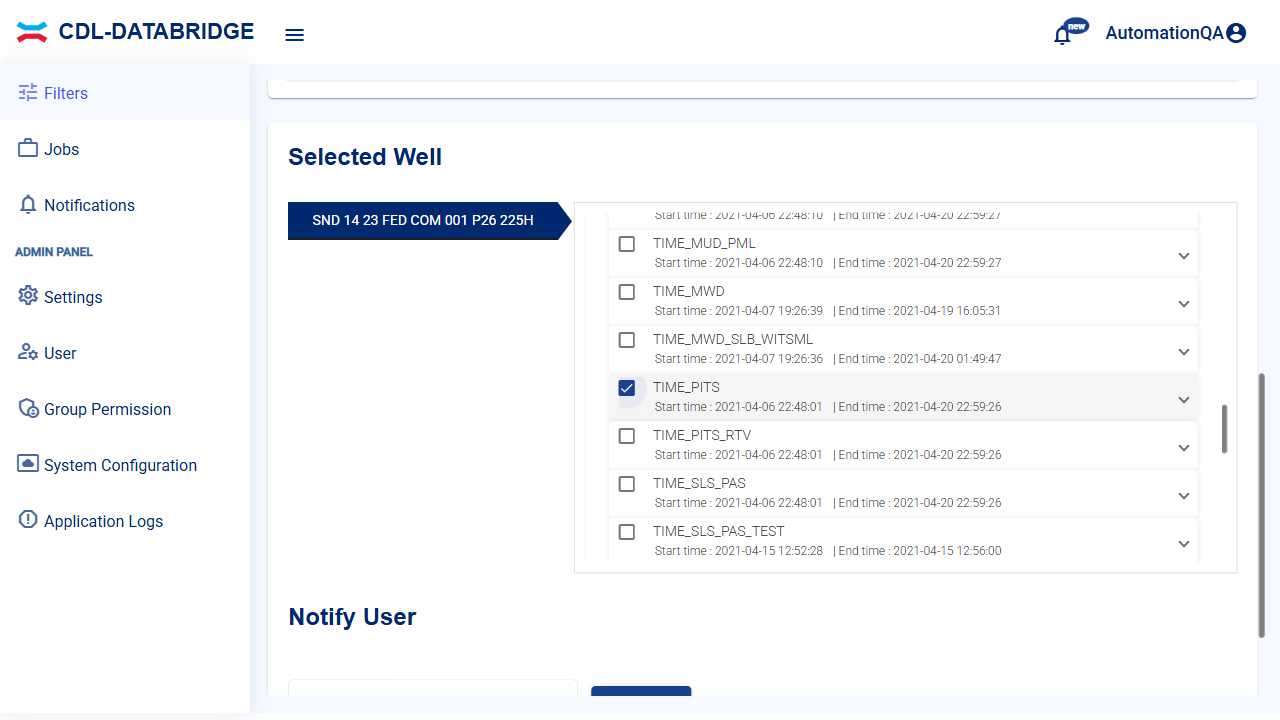 CDL-DATABRIDGE
new
AutomationQA
Filters
Jobs
Notifications
ADMIN PANEL
Settings
User
Group Permission
System Configuration
Application Logs
Selected Well
SND 14 23 FED COM 001 P26 225H
Start time : 2021-04-06 22:48:10 | End time : 2021-04-20 22:59:27
TIME_MUD_PML
Start time : 2021-04-06 22:48:10 | End time : 2021-04-20 22:59:27
TIME_MWD
Start time : 2021-04-07 19:26:39 | End time : 2021-04-19 16:05:31
TIME_MWD_SLB_WITSML
Start time : 2021-04-07 19:26:36 | End time : 2021-04-20 01:49:47
TIME_PITS
Start time : 2021-04-06 22:48:01 | End time : 2021-04-20 22:59:26
TIME_PITS_RTV
Start time : 2021-04-06 22:48:01 | End time : 2021-04-20 22:59:26
TIME_SLS_PAS
Start time : 2021-04-06 22:48:01 | End time : 2021-04-20 22:59:26
TIME_SLS_PAS_TEST
Start time : 2021-04-15 12:52:28 | End time : 2021-04-15 12:56:00
Notify User